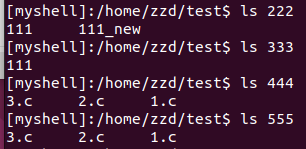 [myshell]:/home/zzd/test$ ls 222
111 111_new
[myshell]:/home/zzd/test$ ls 333
111
[myshell]:/home/zzd/test$ ls 444
3.c 2.c 1.c
[myshell]:/home/zzd/test$ ls 555
3.c 2.c 1.c